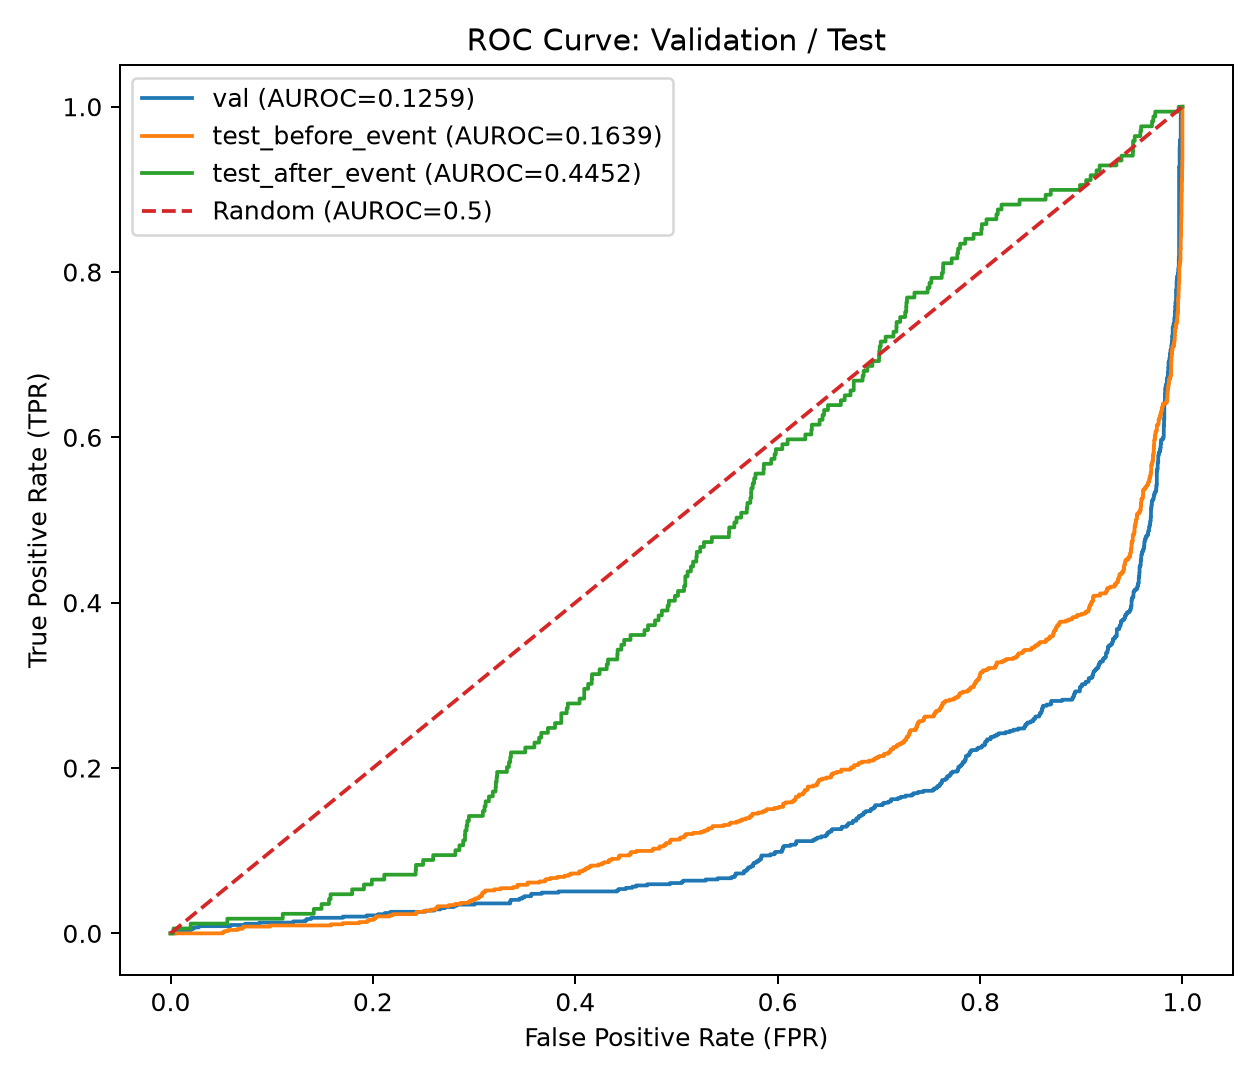 ROC Curve: Validation / Test
val (AUROC=0.1259)
test_before_event (AUROC=0.1639)
test_after_event (AUROC=0.4452)
Random (AUROC=0.5)
1.0
0.8
0.6
0.4
0.2
0.0
True Positive Rate (TPR)
0.0 0.2 0.4 0.6 0.8 1.0
False Positive Rate (FPR)